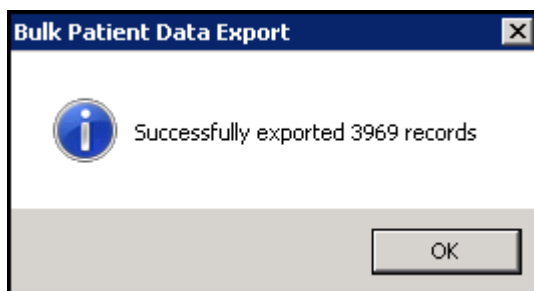 Bulk Patient Data Export
Successfully exported 3969 records
OK